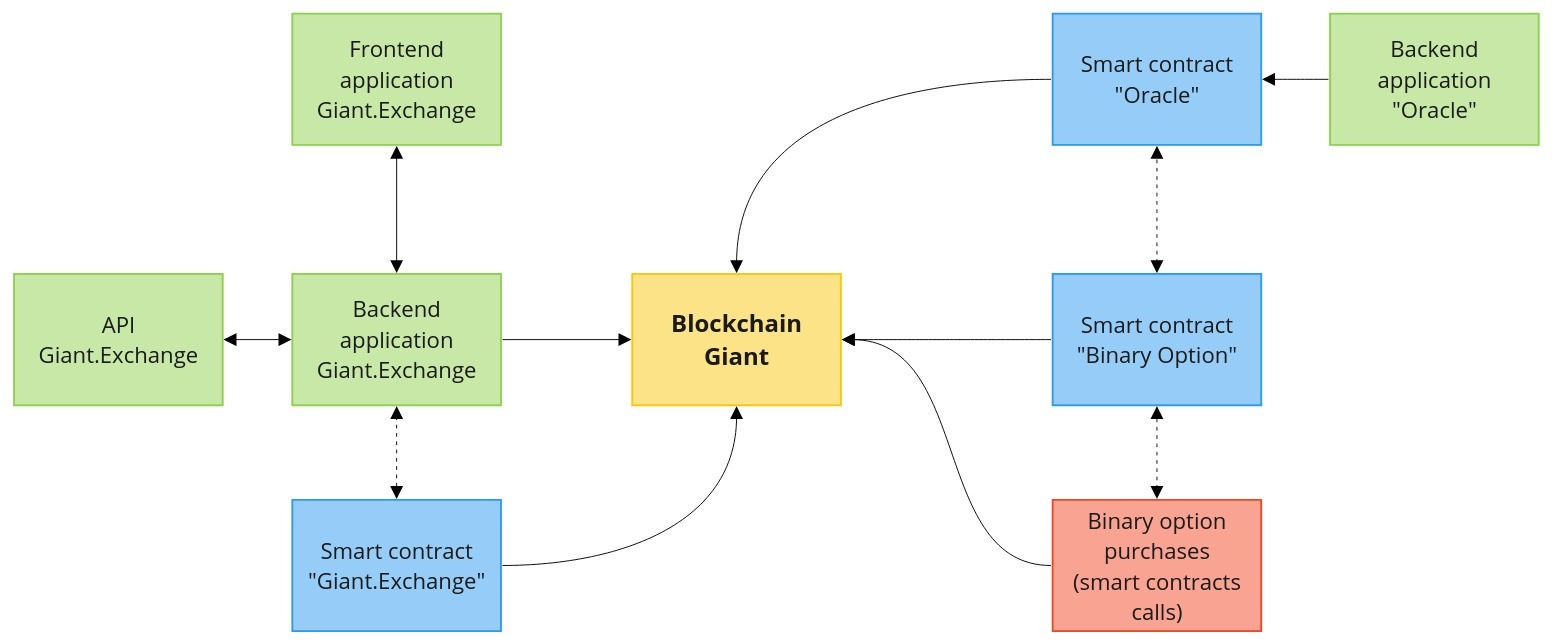 Frontend
application
Giant.Exchange
Smart contract
"Oracle"
Backend
application
"Oracle"
API
Giant.Exchange
Backend
application
Giant.Exchange
Blockchain
Giant
Smart contract
"Binary Option"
Smart contract
"Giant.Exchange"
Binary option
purchases
(smart contracts
calls)